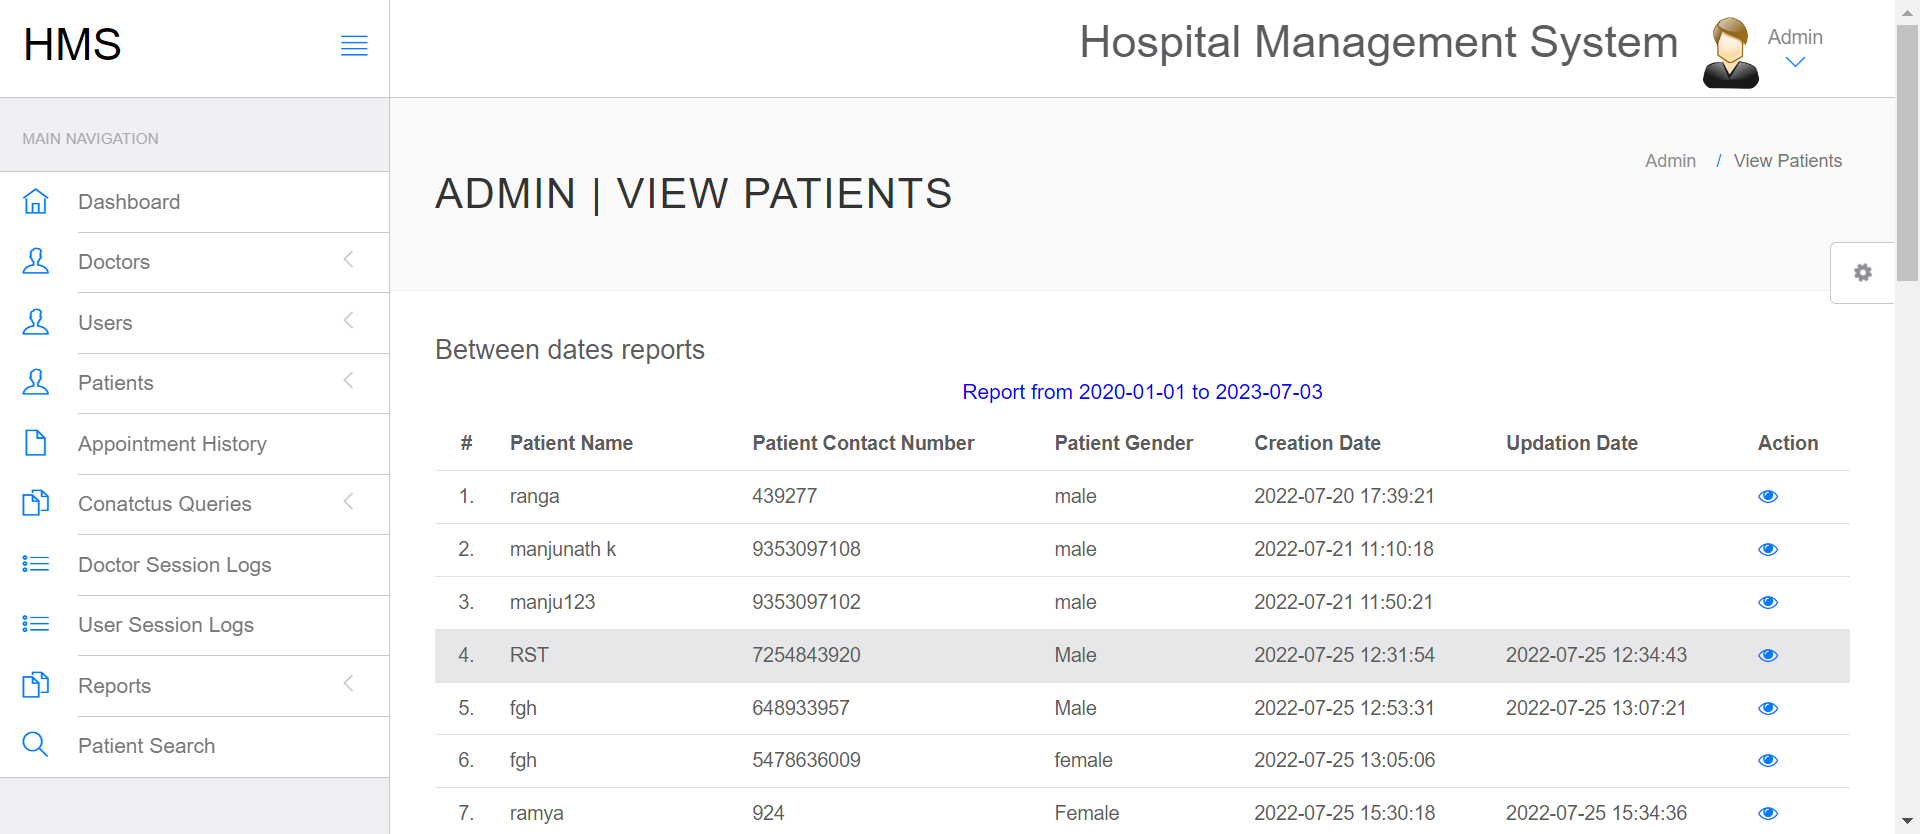 HMS
Hospital Management System
Admin
MAIN NAVIGATION
Dashboard
Doctors
Users
Patients
Appointment History
Conatctus Queries
Doctor Session Logs
User Session Logs
Reports
Patient Search
Admin / View Patients
ADMIN | VIEW PATIENTS
Between dates reports
Report from 2020-01-01 to 2023-07-03
# Patient Name Patient Contact Number Patient Gender Creation Date Updation Date Action
1. ranga 439277 male 2022-07-20 17:39:21
2. manjunath k 9353097108 male 2022-07-21 11:10:18
3. manju123 9353097102 male 2022-07-21 11:50:21
4. RST 7254843920 Male 2022-07-25 12:31:54 2022-07-25 12:34:43
5. fgh 648933957 Male 2022-07-25 12:53:31 2022-07-25 13:07:21
6. fgh 5478636009 female 2022-07-25 13:05:06
7. ramya 924 Female 2022-07-25 15:30:18 2022-07-25 15:34:36